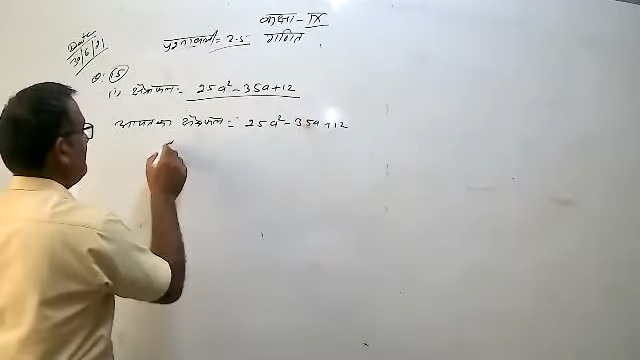 कक्षा - IX
Date 30/6/21
प्रश्नावली = 2.5 गणित
Q. 15
(i) क्षेत्रफल = 25a² - 35a + 12
आयत का क्षेत्रफल = 25a² - 35a + 12